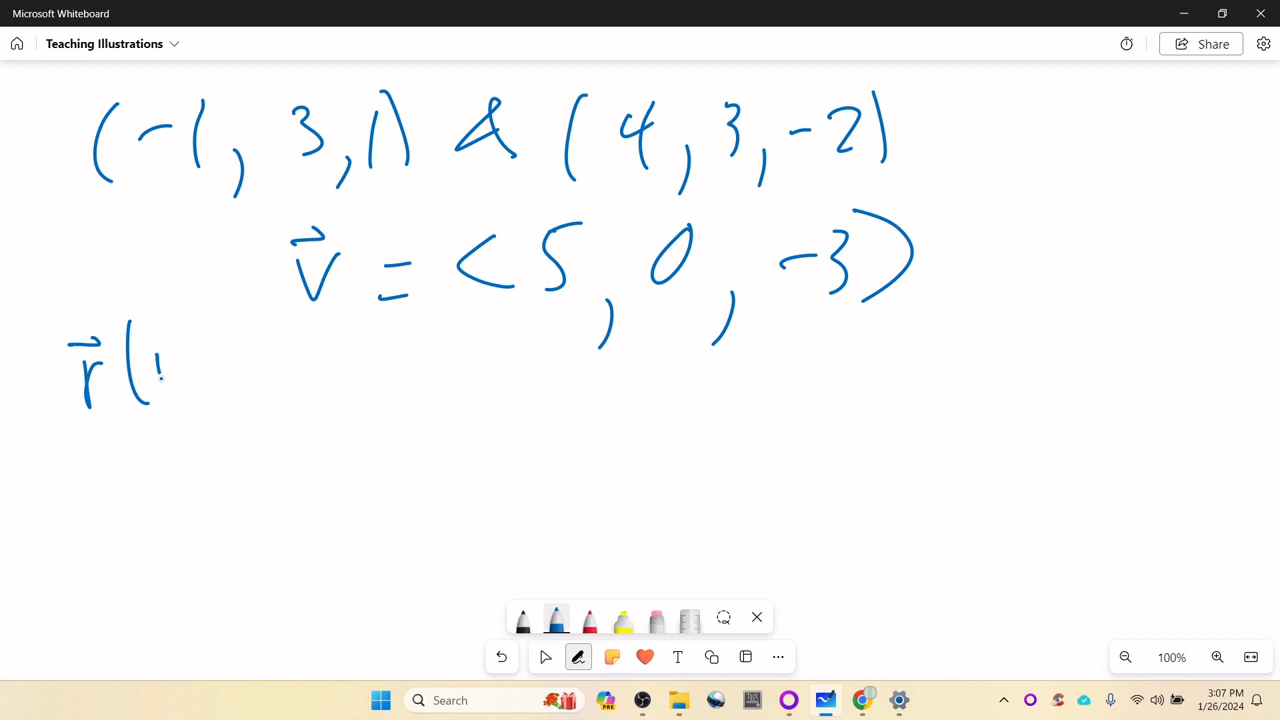 Microsoft Whiteboard
Teaching Illustrations
Share
(-1, 3, 1) & (4, 3, -2)
v⃗ = <5, 0, -3>
r⃗(
100%
Search
PRE
3:07 PM
1/26/2024